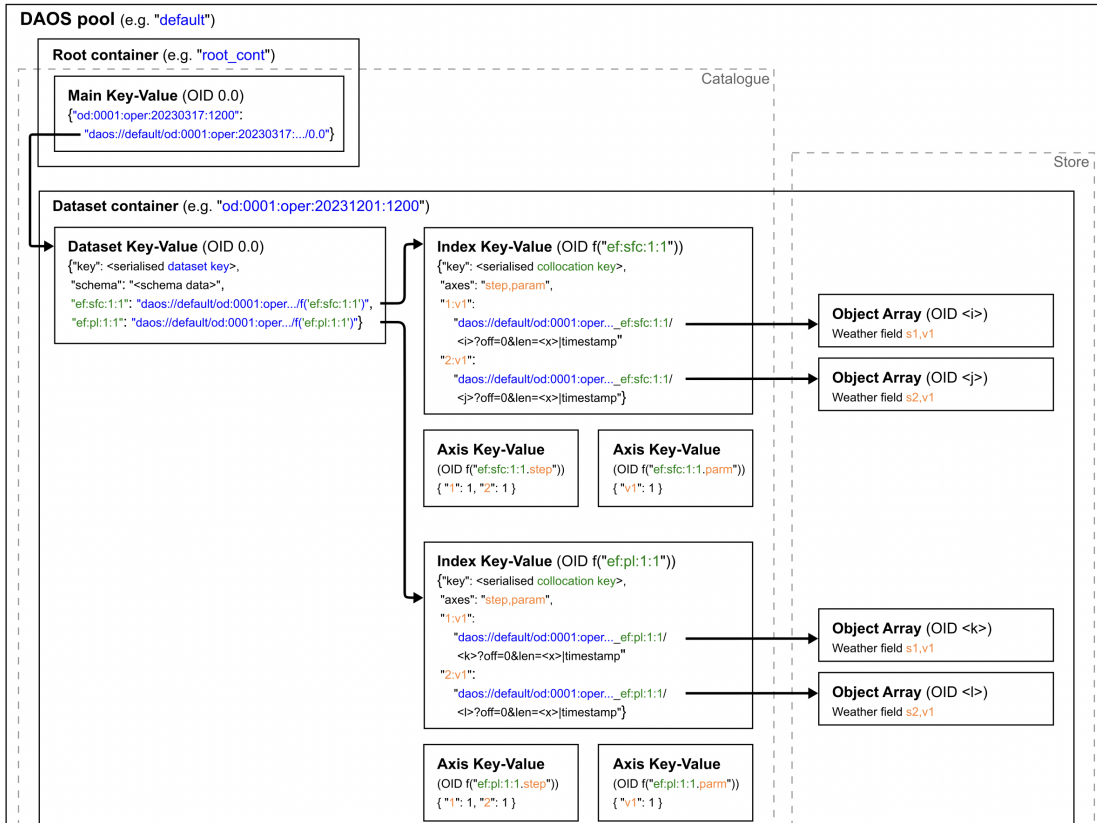 DAOS pool (e.g. "default")
Root container (e.g. "root_cont")
Catalogue
Main Key-Value (OID 0.0)
{"od:0001:oper:20230317:1200":
"daos://default/od:0001:oper:20230317:.../0.0"}
Store
Dataset container (e.g. "od:0001:oper:20231201:1200")
Dataset Key-Value (OID 0.0)
{"key": <serialised dataset key>,
"schema": "<schema data>",
"ef:sfc:1:1": "daos://default/od:0001:oper.../f('ef:sfc:1:1')",
"ef:pl:1:1": "daos://default/od:0001:oper.../f('ef:pl:1:1')"}
Index Key-Value (OID f("ef:sfc:1:1"))
{"key": <serialised collocation key>,
"axes": "step,param",
"1:v1":
"daos://default/od:0001:oper..._ef:sfc:1:1/
<i>?off=0&len=<x>|timestamp"
"2:v1":
"daos://default/od:0001:oper..._ef:sfc:1:1/
<j>?off=0&len=<x>|timestamp"}
Object Array (OID <i>)
Weather field s1,v1
Object Array (OID <j>)
Weather field s2,v1
Axis Key-Value
(OID f("ef:sfc:1:1.step"))
{ "1": 1, "2": 1 }
Axis Key-Value
(OID f("ef:sfc:1:1.parm"))
{ "v1": 1 }
Index Key-Value (OID f("ef:pl:1:1"))
{"key": <serialised collocation key>,
"axes": "step,param",
"1:v1":
"daos://default/od:0001:oper..._ef:pl:1:1/
<k>?off=0&len=<x>|timestamp"
"2:v1":
"daos://default/od:0001:oper..._ef:pl:1:1/
<l>?off=0&len=<x>|timestamp"}
Object Array (OID <k>)
Weather field s1,v1
Object Array (OID <l>)
Weather field s2,v1
Axis Key-Value
(OID f("ef:pl:1:1.step"))
{ "1": 1, "2": 1 }
Axis Key-Value
(OID f("ef:pl:1:1.parm"))
{ "v1": 1 }